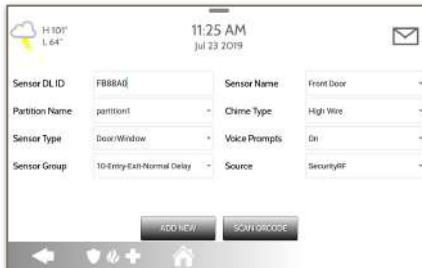 H 101°
L 64°
11:25 AM
Jul 23 2019
Sensor DL ID FB88A0 Sensor Name Front Door
Partition Name partition1 Chime Type High Wire
Sensor Type Door/Window Voice Prompts On
Sensor Group 10-Entry-Exit-Normal Delay Source SecurityRF
ADD NEW SCAN QRCODE